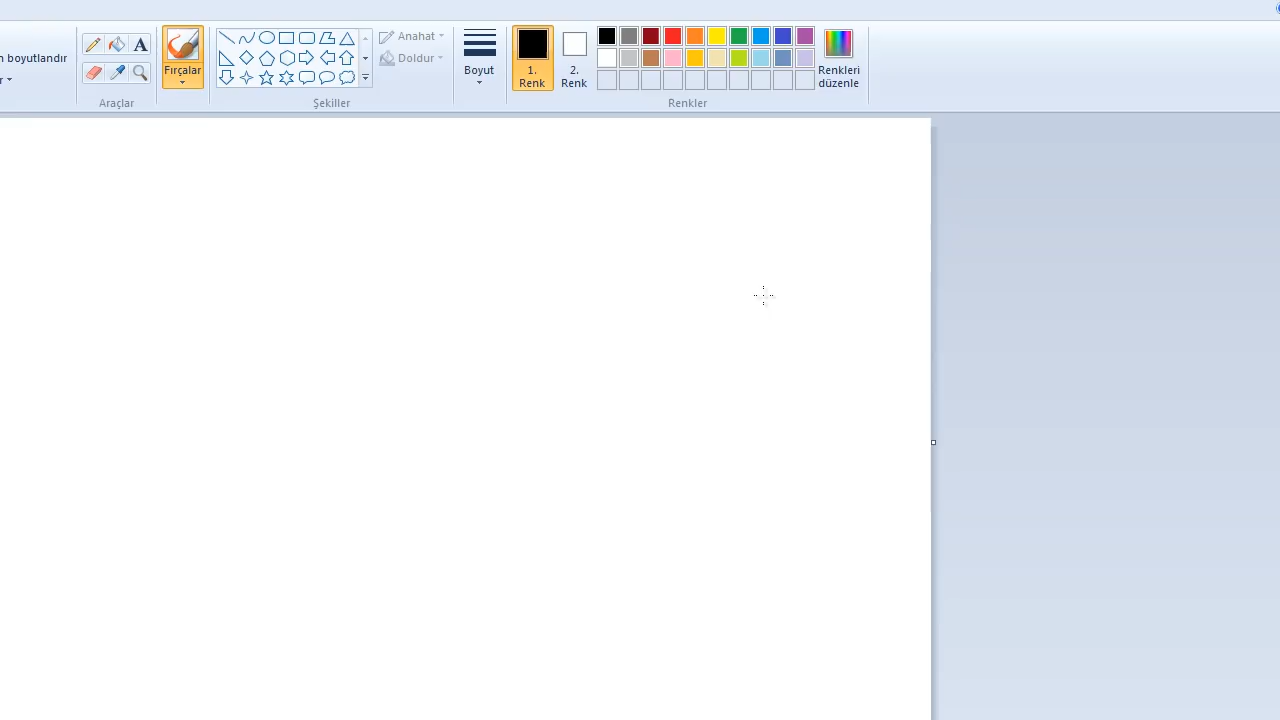 n boyutlandır
r
A
Araçlar
Fırçalar
Şekiller
Anahat
Doldur
Boyut
1.
Renk
2.
Renk
Renkler
Renkleri
düzenle